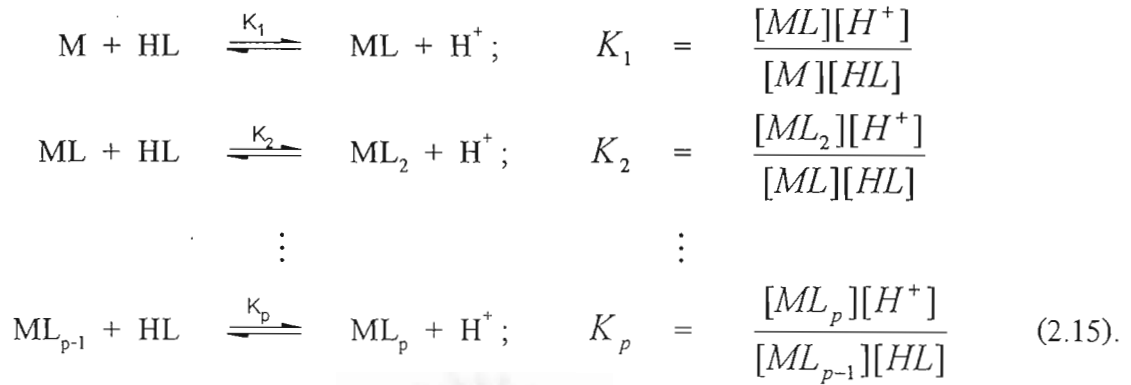 M + HL ⇌ (K₁) ML + H⁺ ; K₁ = [ML][H⁺] / [M][HL]
ML + HL ⇌ (K₂) ML₂ + H⁺ ; K₂ = [ML₂][H⁺] / [ML][HL]
⋮ ⋮
MLₚ₋₁ + HL ⇌ (Kₚ) MLₚ + H⁺ ; Kₚ = [MLₚ][H⁺] / [MLₚ₋₁][HL] (2.15).